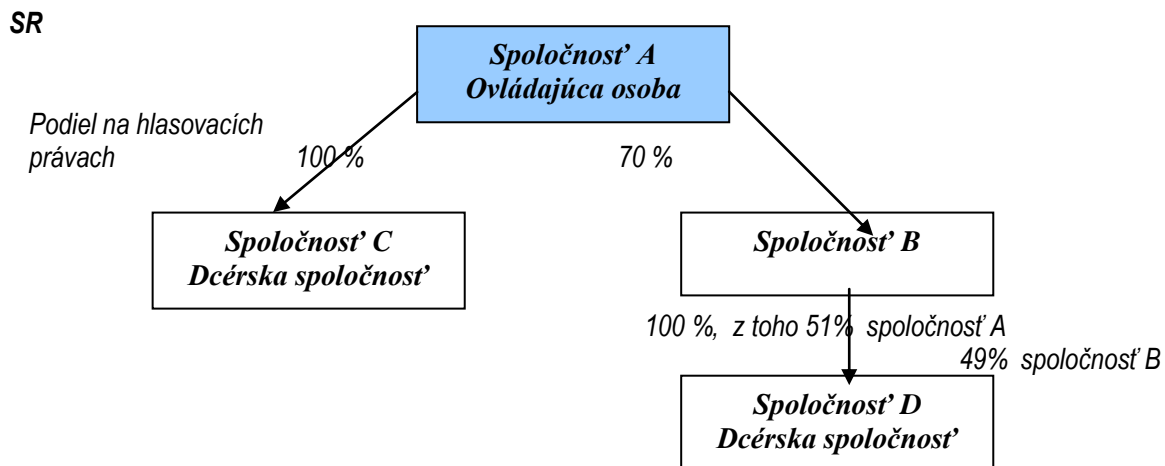 SR
Spoločnosť A
Ovládajúca osoba
Podiel na hlasovacích
právach
100 %
70 %
Spoločnosť C
Dcérska spoločnosť
Spoločnosť B
100 %, z toho 51% spoločnosť A
49% spoločnosť B
Spoločnosť D
Dcérska spoločnosť